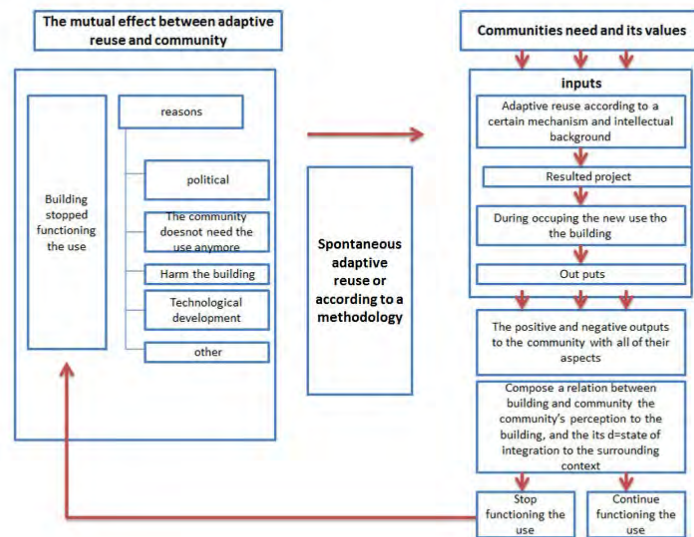 The mutual effect between adaptive
reuse and community
Building
stopped
functioning
the use
reasons
political
The community
doesnot need the
use anymore
Harm the building
Technological
development
other
Spontaneous
adaptive
reuse or
according to a
methodology
Communities need and its values
inputs
Adaptive reuse according to a
certain mechanism and intellectual
background
Resulted project
During occuping the new use tho
the building
Out puts
The positive and negative outputs
to the community with all of their
aspects
Compose a relation between
building and community the
community's perception to the
building, and the its d=state of
integration to the surrounding
context
Stop
functioning the
use
Continue
functioning the
use